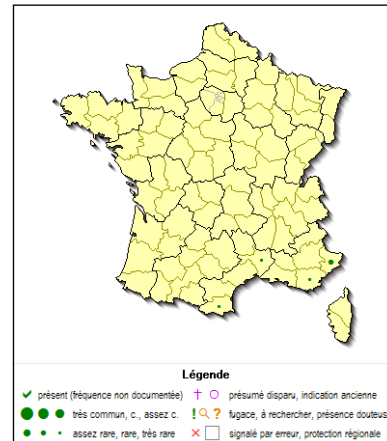 Légende
présent (fréquence non documentée) présumé disparu, indication ancienne
très commun, c., assez c. ! ? fugace, à rechercher, présence douteus
assez rare, rare, très rare signalé par erreur, protection régionale